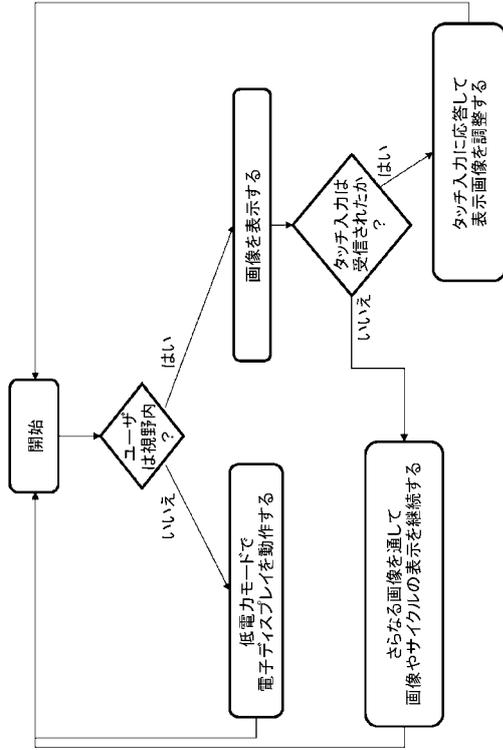 開始
ユーザ
は視野内
?
いいえ
はい
低電力モードで
電子ディスプレイを動作する
画像を表示する
タッチ入力は
受信されたか
?
いいえ
はい
さらなる画像を通して
画像やサイクルの表示を継続する
タッチ入力に応答して
表示画像を調整する